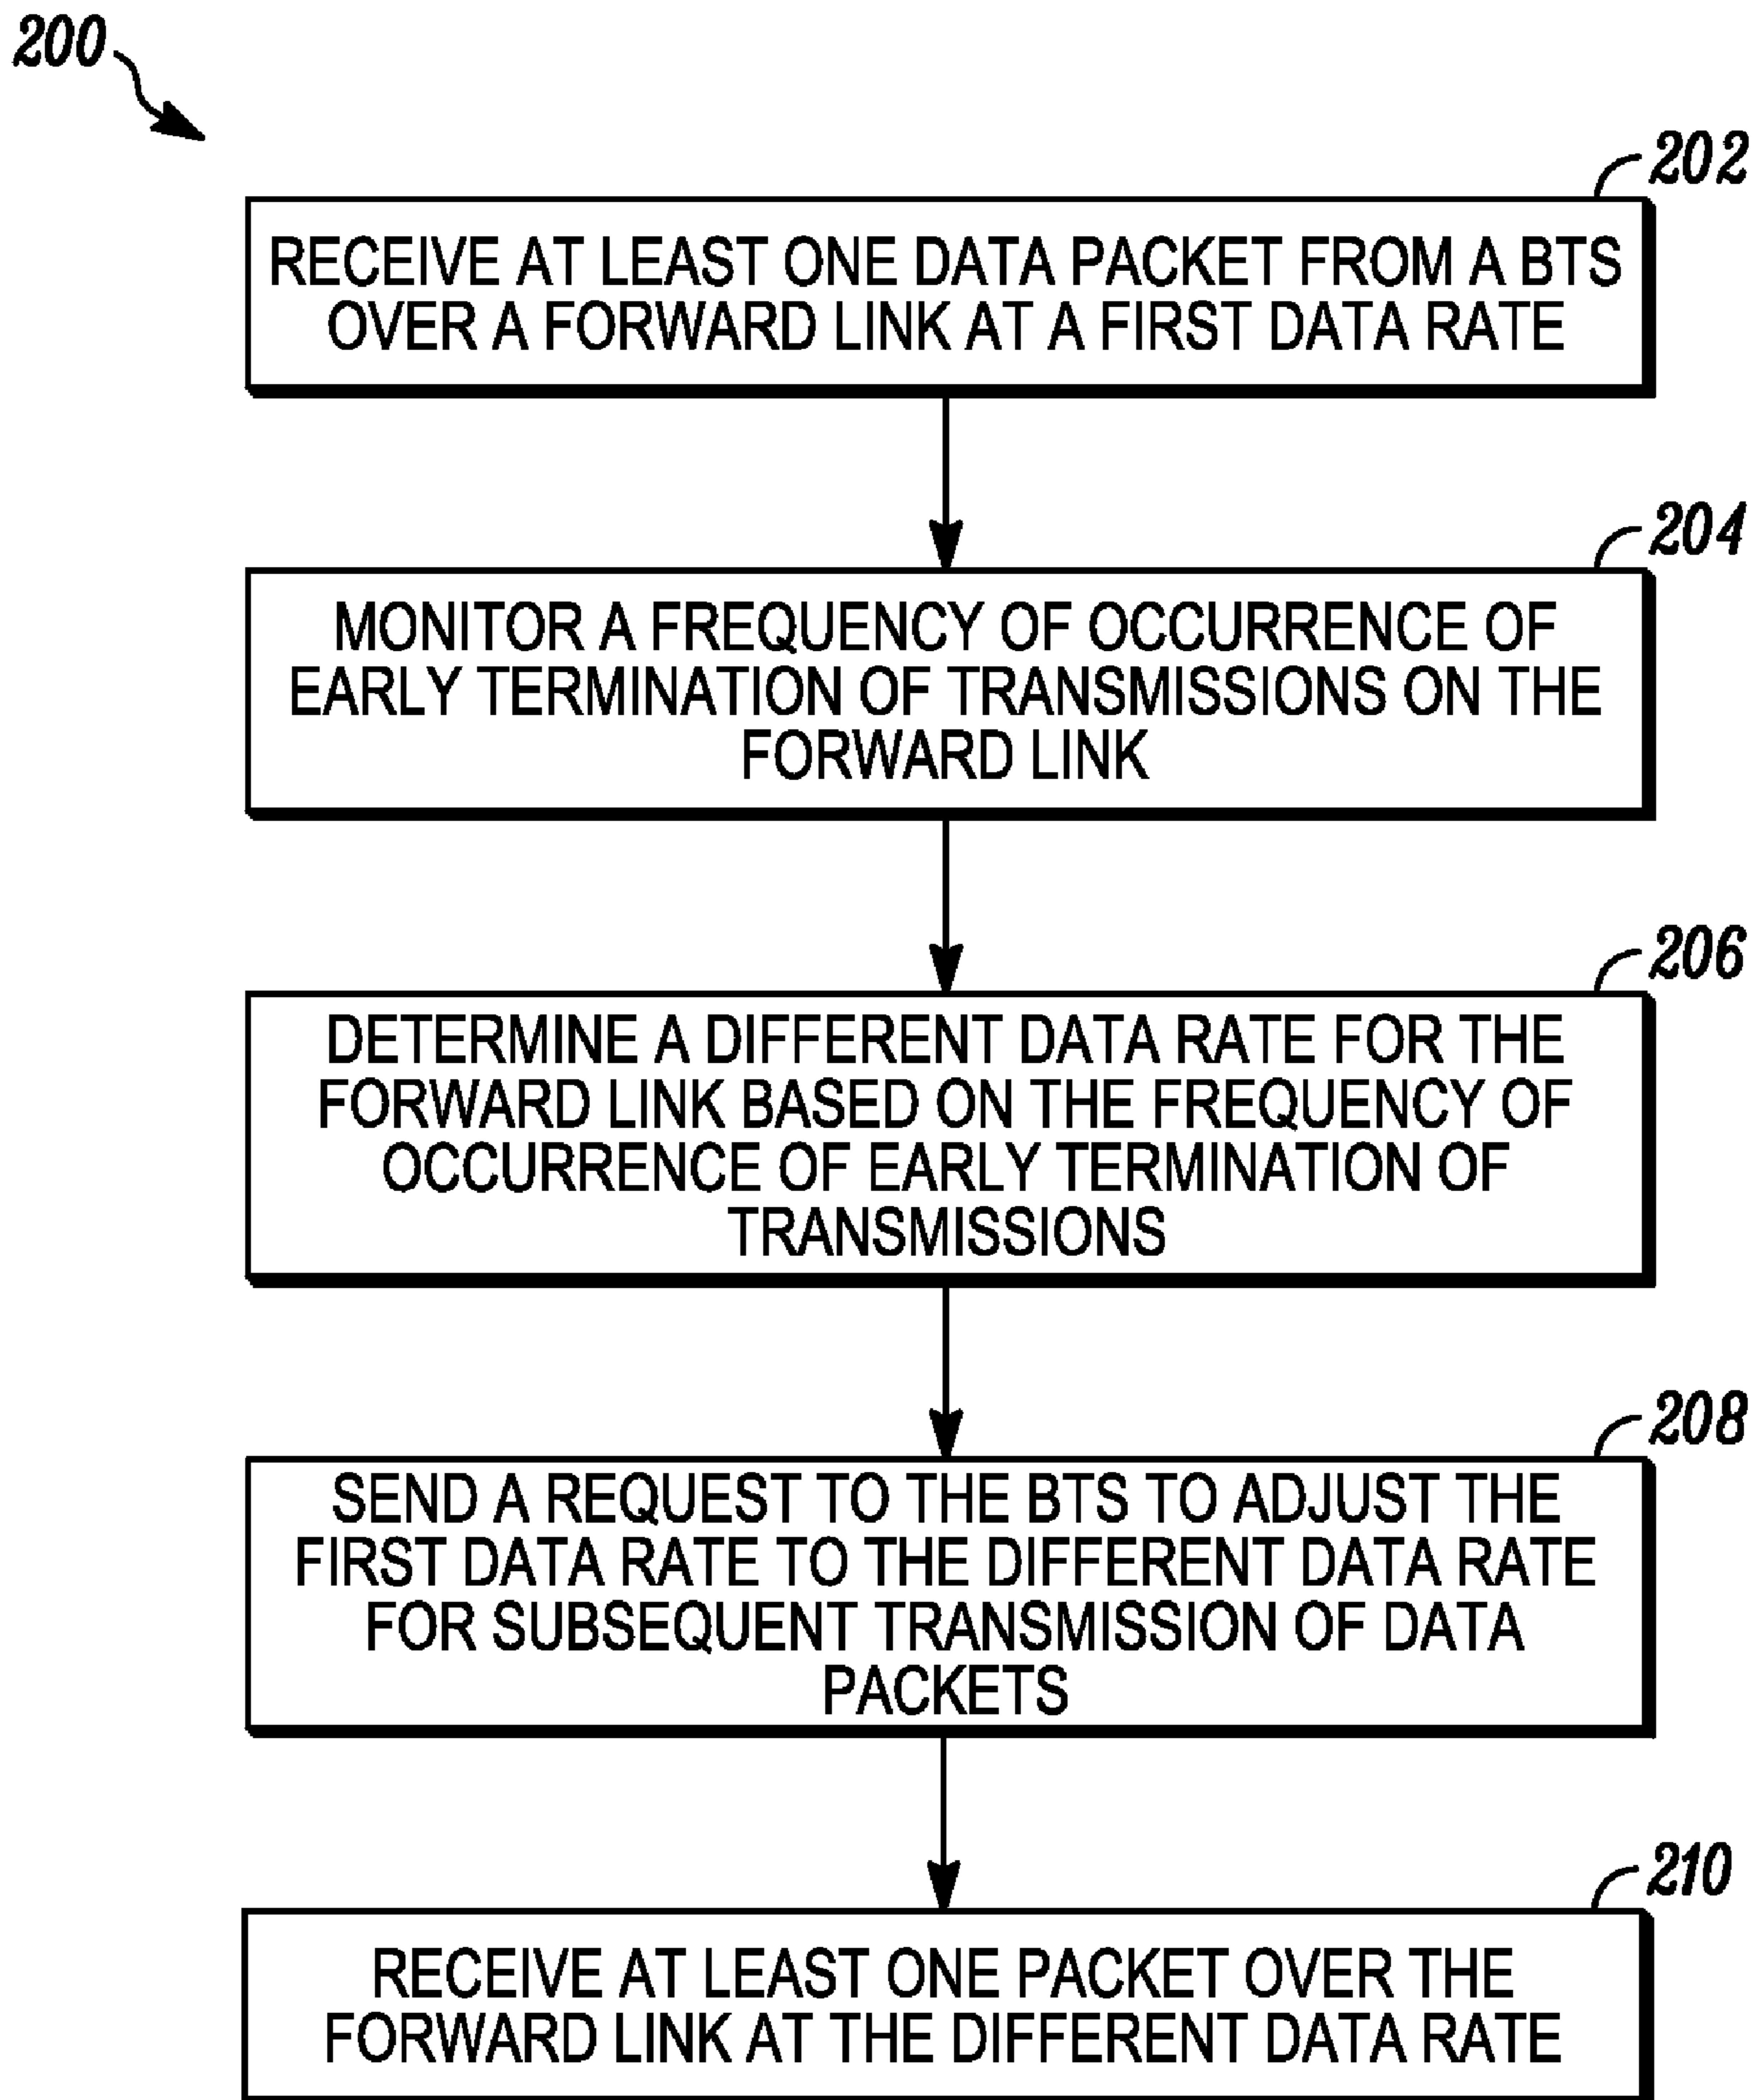 200
202
RECEIVE AT LEAST ONE DATA PACKET FROM A BTS
OVER A FORWARD LINK AT A FIRST DATA RATE
204
MONITOR A FREQUENCY OF OCCURRENCE OF
EARLY TERMINATION OF TRANSMISSIONS ON THE
FORWARD LINK
206
DETERMINE A DIFFERENT DATA RATE FOR THE
FORWARD LINK BASED ON THE FREQUENCY OF
OCCURRENCE OF EARLY TERMINATION OF
TRANSMISSIONS
208
SEND A REQUEST TO THE BTS TO ADJUST THE
FIRST DATA RATE TO THE DIFFERENT DATA RATE
FOR SUBSEQUENT TRANSMISSION OF DATA
PACKETS
210
RECEIVE AT LEAST ONE PACKET OVER THE
FORWARD LINK AT THE DIFFERENT DATA RATE